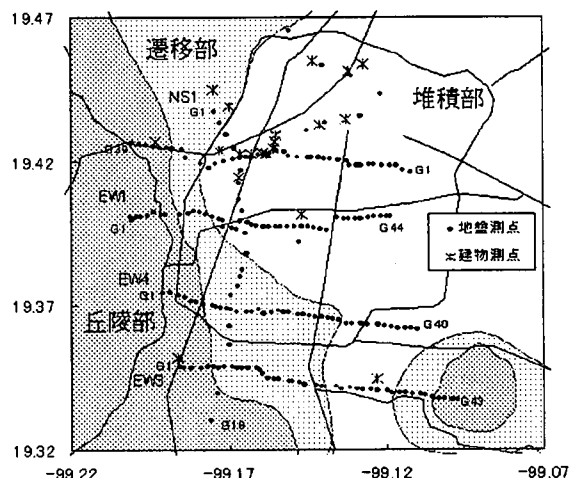 19.47
遷移部
NS1
G1
堆積部
G39
19.42
G1
EW1
G1
G44
• 地盤測点
* 建物測点
EW4
G1
19.37
丘陵部
G40
G1
EW3
G43
G18
19.32
-99.22
-99.17
-99.12
-99.07